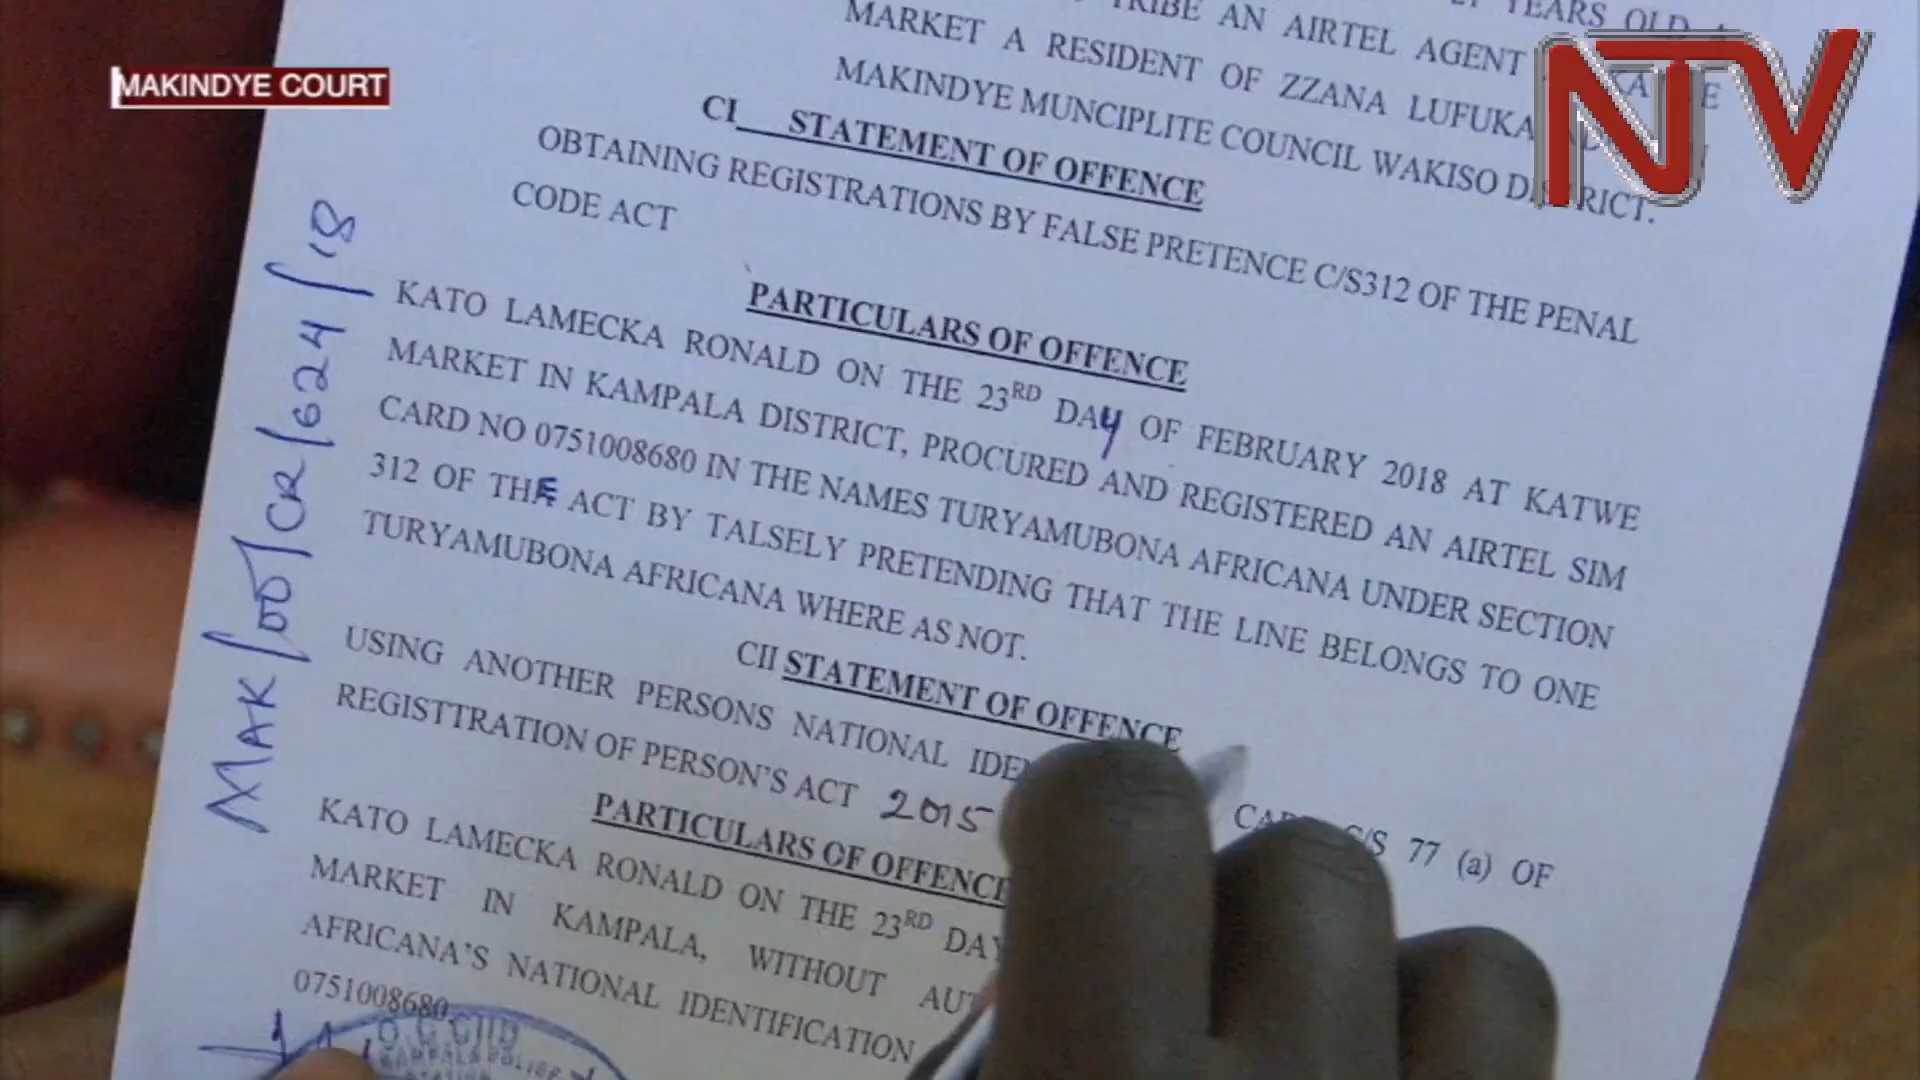 MAKINDYE COURT
NTV
YEARS OLD A
TRIBE AN AIRTEL AGENT
MARKET A RESIDENT OF ZZANA LUFUKA
MAKINDYE MUNCIPLITE COUNCIL WAKISO DISTRICT.
CI STATEMENT OF OFFENCE
OBTAINING REGISTRATIONS BY FALSE PRETENCE C/S312 OF THE PENAL
CODE ACT
PARTICULARS OF OFFENCE
KATO LAMECKA RONALD ON THE 23RD DAY OF FEBRUARY 2018 AT KATWE
MARKET IN KAMPALA DISTRICT, PROCURED AND REGISTERED AN AIRTEL SIM
CARD NO 0751008680 IN THE NAMES TURYAMUBONA AFRICANA UNDER SECTION
312 OF THE ACT BY TALSELY PRETENDING THAT THE LINE BELONGS TO ONE
TURYAMUBONA AFRICANA WHERE AS NOT.
CII STATEMENT OF OFFENCE
USING ANOTHER PERSONS NATIONAL C/S 77 (a) OF
REGISTTRATION OF PERSON'S ACT 2015
PARTICULARS OF OFFENCE
KATO LAMECKA RONALD ON THE 23RD DAY
MARKET IN KAMPALA, WITHOUT
AFRICANA'S NATIONAL IDENTIFICATION
0751008680
MAK/00/CR/624/18